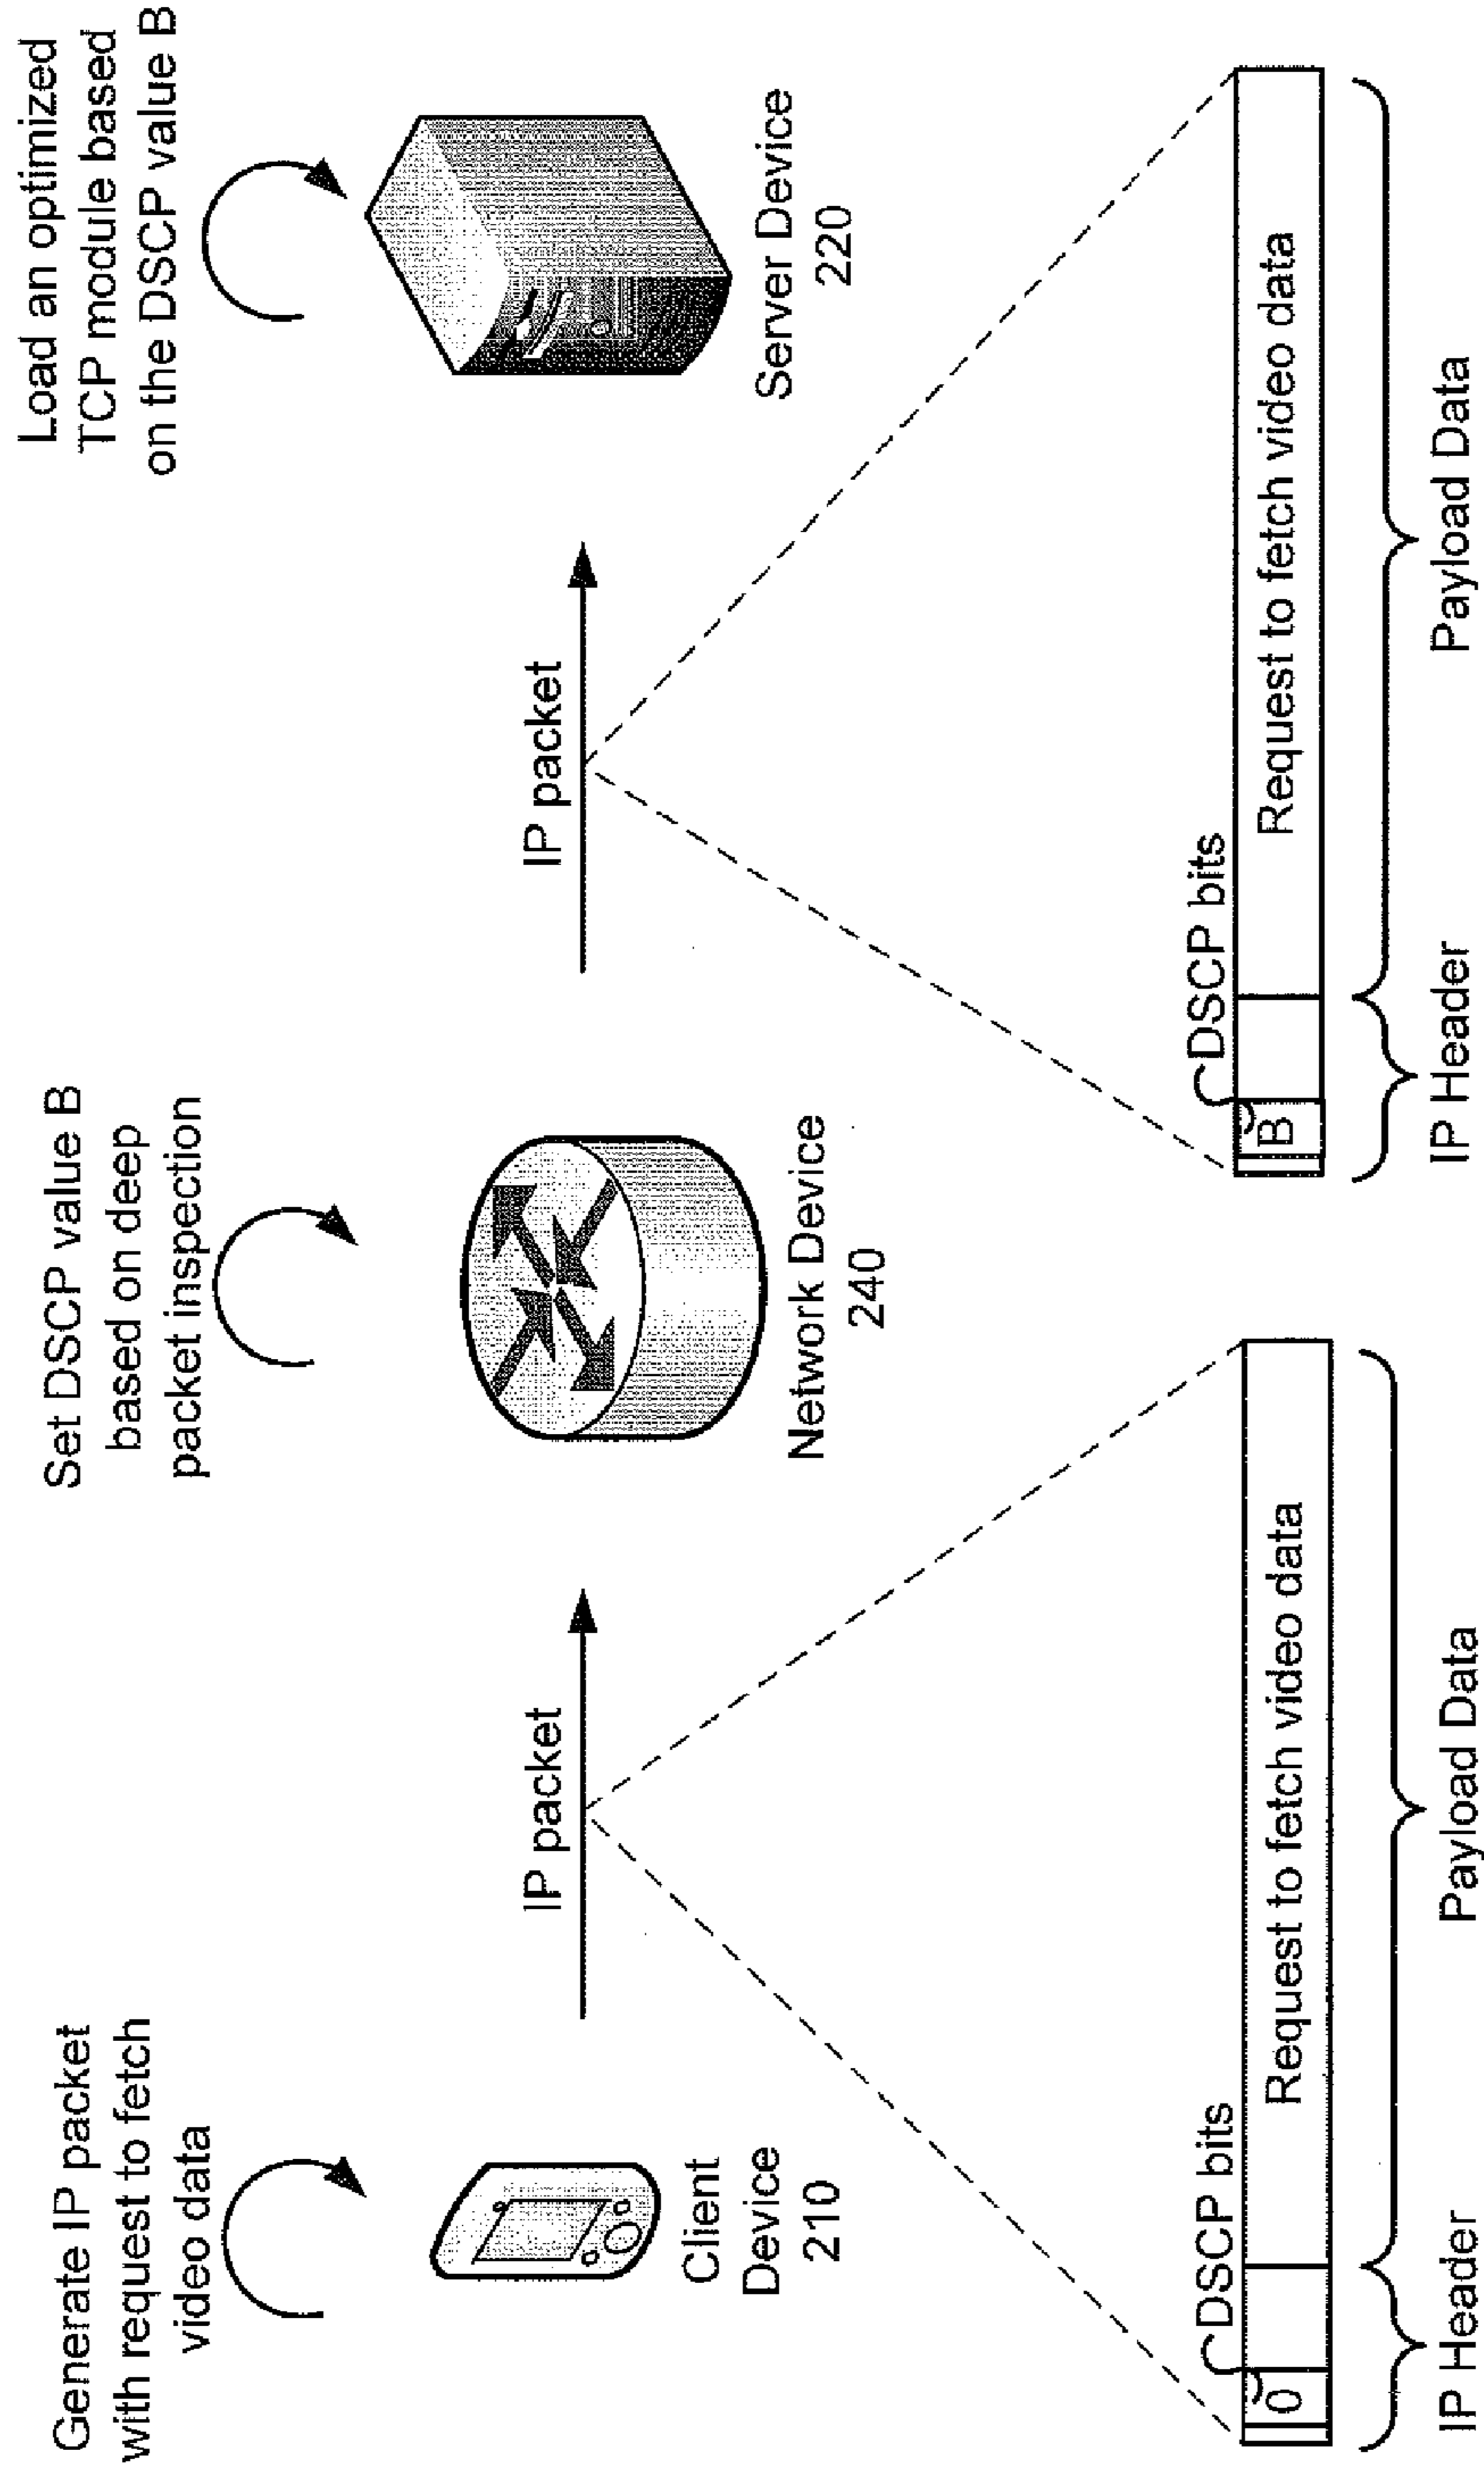 Generate IP packet
with request to fetch
video data
Set DSCP value B
based on deep
packet inspection
Load an optimized
TCP module based
on the DSCP value B
IP packet
IP packet
Client
Device
210
Network Device
240
Server Device
220
DSCP bits
0
Request to fetch video data
IP Header
Payload Data
DSCP bits
B
Request to fetch video data
IP Header
Payload Data